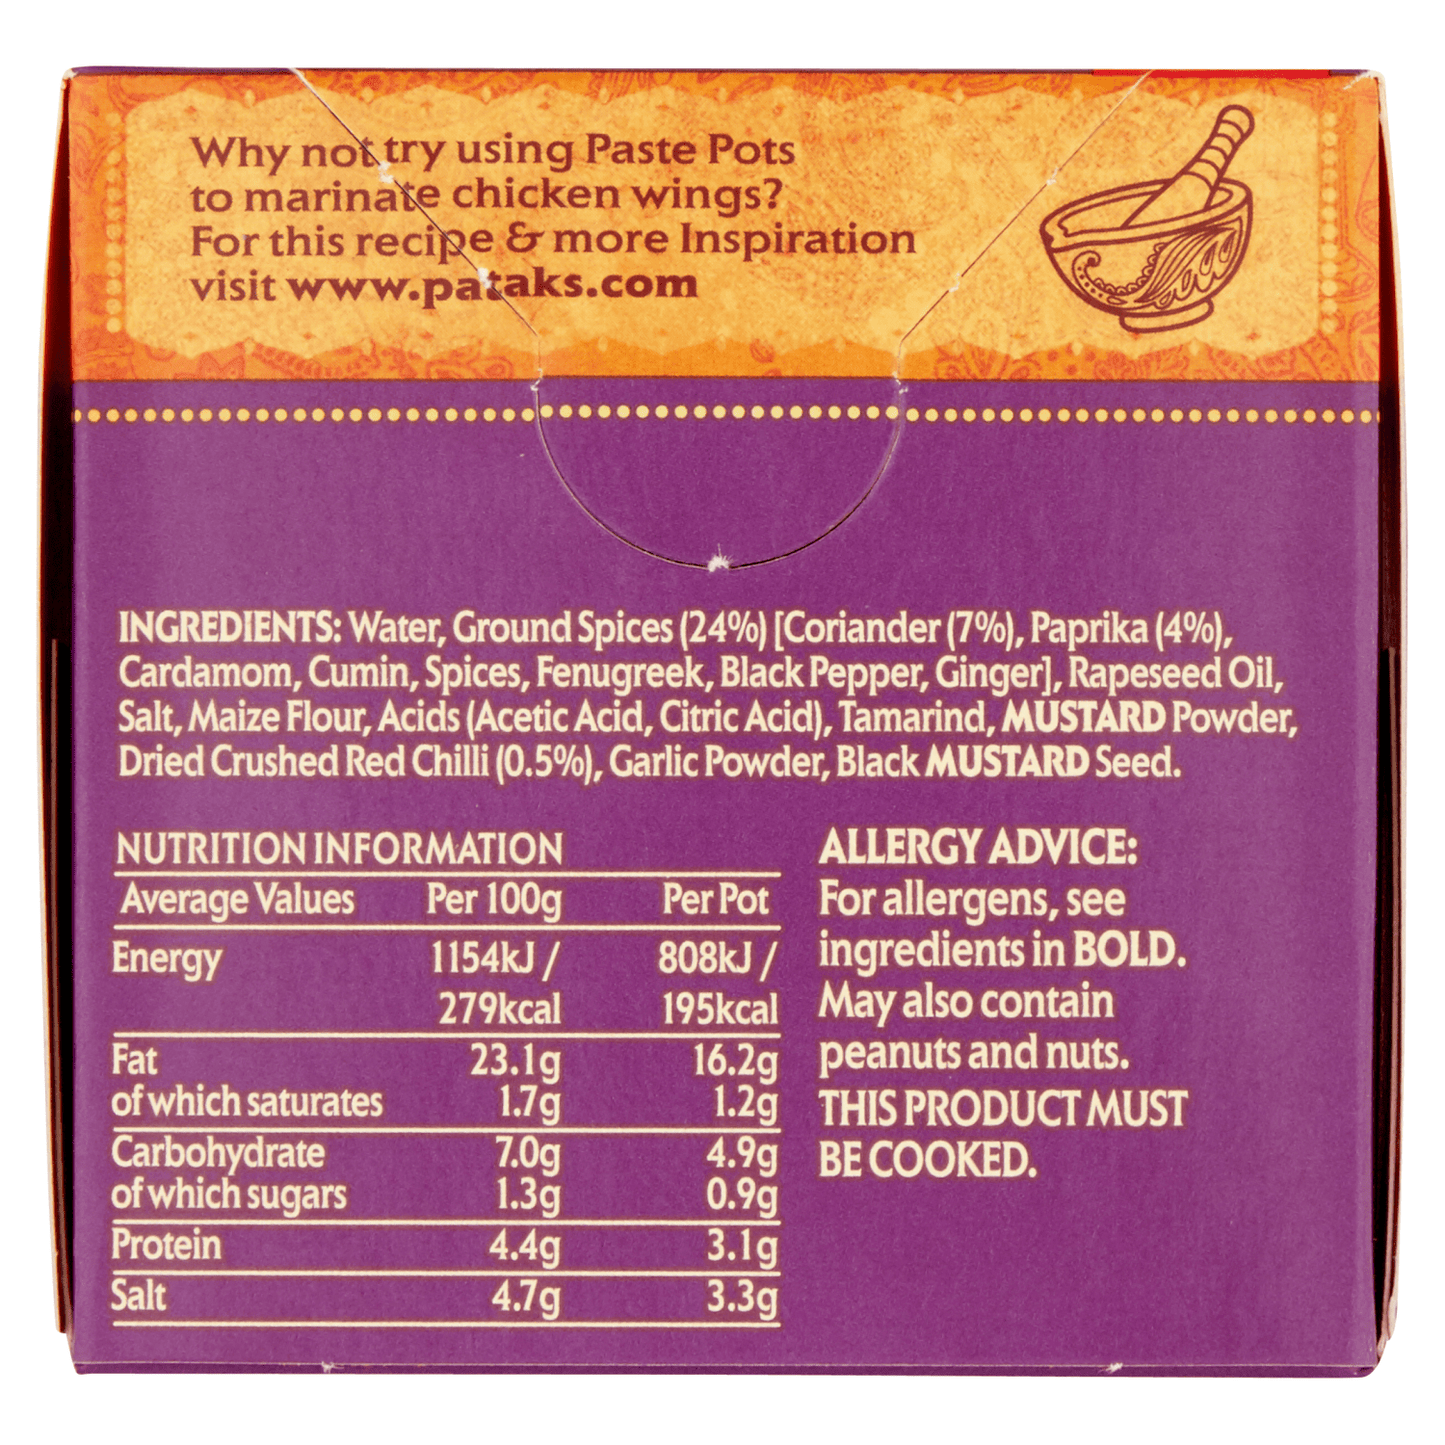 Why not try using Paste Pots
to marinate chicken wings?
For this recipe & more Inspiration
visit www.pataks.com
INGREDIENTS: Water, Ground Spices (24%) [Coriander (7%), Paprika (4%),
Cardamom, Cumin, Spices, Fenugreek, Black Pepper, Ginger], Rapeseed Oil,
Salt, Maize Flour, Acids (Acetic Acid, Citric Acid), Tamarind, MUSTARD Powder,
Dried Crushed Red Chilli (0.5%), Garlic Powder, Black MUSTARD Seed.
NUTRITION INFORMATION
Average Values Per 100g Per Pot
Energy 1154kJ / 808kJ /
279kcal 195kcal
Fat 23.1g 16.2g
of which saturates 1.7g 1.2g
Carbohydrate 7.0g 4.9g
of which sugars 1.3g 0.9g
Protein 4.4g 3.1g
Salt 4.7g 3.3g
ALLERGY ADVICE:
For allergens, see
ingredients in BOLD.
May also contain
peanuts and nuts.
THIS PRODUCT MUST
BE COOKED.